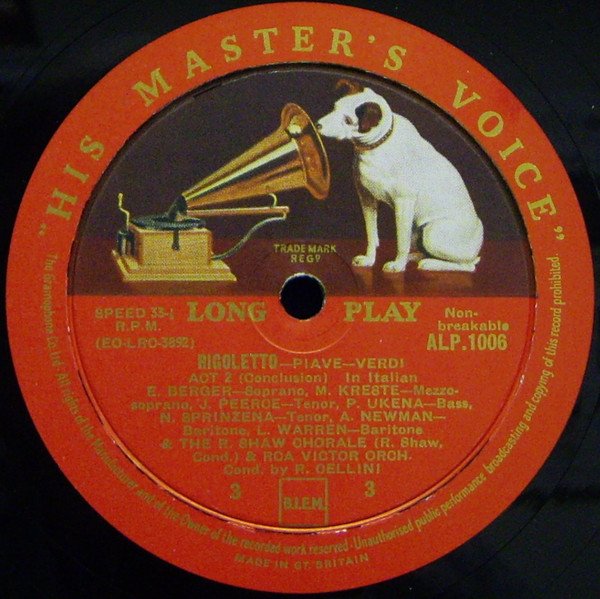 "HIS MASTER'S VOICE"
TRADE MARK
REGD
SPEED 33-1
R.P.M.
(EO-LRO-3892)
LONG PLAY
Non-
breakable
ALP.1006
RIGOLETTO—PIAVE—VERDI
ACT 2 (Conclusion) In Italian
E. BERGER—Soprano, M. KRESTE—Mezzo-
soprano, J. PEERCE—Tenor, P. UKENA—Bass,
N. SPRINZENA—Tenor, A. NEWMAN—
Baritone, L. WARREN—Baritone
& THE R. SHAW CHORALE (R. Shaw,
Cond.) & RCA VICTOR ORCH.
Cond. by R. CELLINI
3
B.I.E.M.
3
The Gramophone Co. Ltd. All rights of the Manufacturer and of the Owner of the recorded work reserved · Unauthorised public performance broadcasting and copying of this record prohibited.
MADE IN GT. BRITAIN